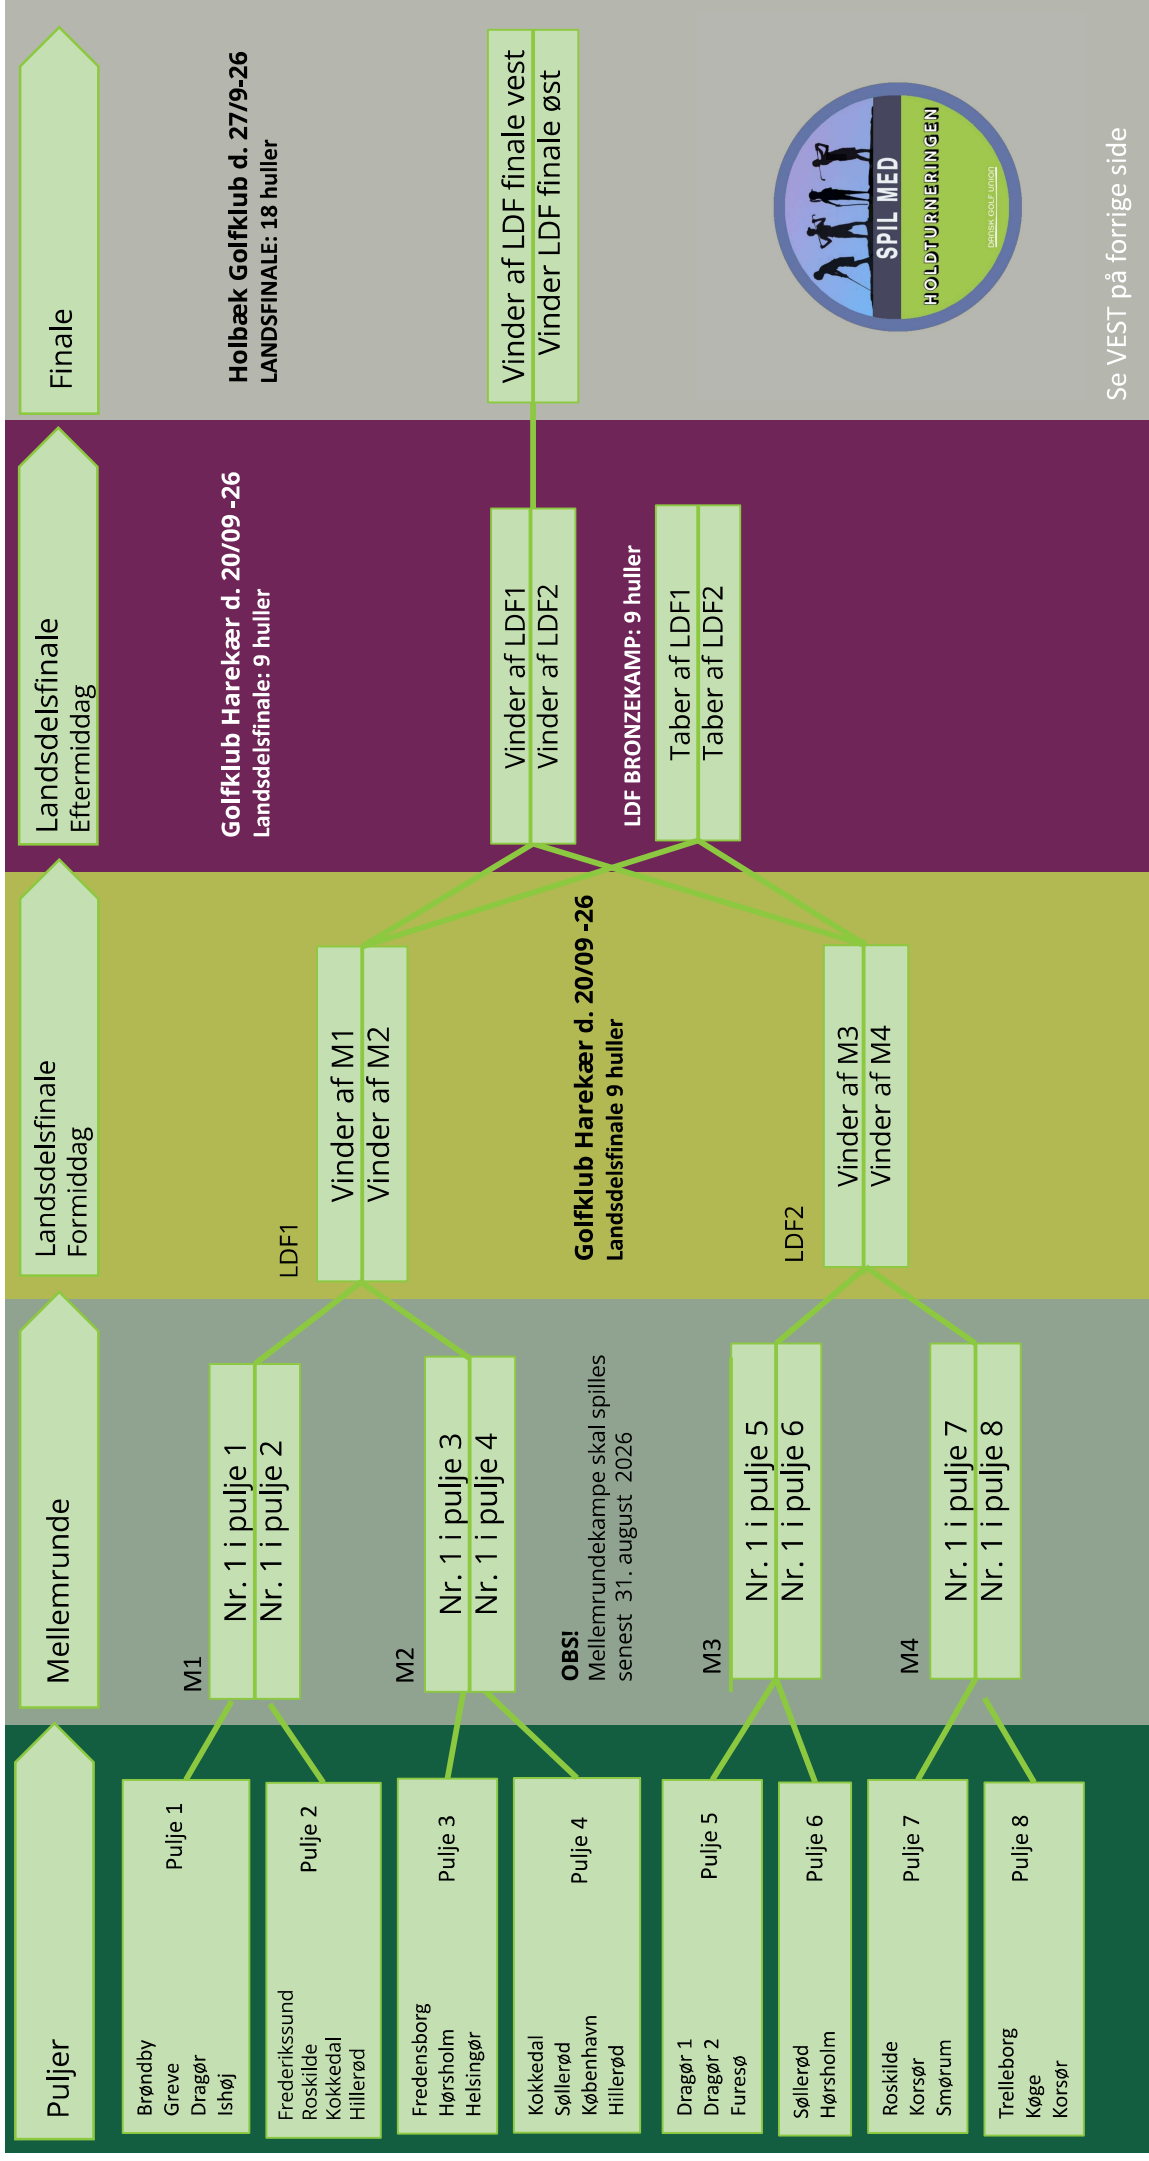 Puljer
Brøndby
Greve
Dragør
Ishøj
Pulje 1
Frederikssund
Roskilde
Kokkedal
Hillerød
Pulje 2
Fredensborg
Hørsholm
Helsingør
Pulje 3
Kokkedal
Søllerød
København
Hillerød
Pulje 4
Dragør 1
Dragør 2
Furesø
Pulje 5
Søllerød
Hørsholm
Pulje 6
Roskilde
Korsør
Smørum
Pulje 7
Trelleborg
Køge
Korsør
Pulje 8
Mellemrunde
M1
Nr. 1 i pulje 1
Nr. 1 i pulje 2
M2
Nr. 1 i pulje 3
Nr. 1 i pulje 4
OBS!
Mellemrundekampe skal spilles
senest 31. august 2026
M3
Nr. 1 i pulje 5
Nr. 1 i pulje 6
M4
Nr. 1 i pulje 7
Nr. 1 i pulje 8
Landsdelsfinale
Formiddag
LDF1
Vinder af M1
Vinder af M2
Golfklub Harekær d. 20/09 -26
Landsdelsfinale 9 huller
LDF2
Vinder af M3
Vinder af M4
Landsdelsfinale
Eftermiddag
Golfklub Harekær d. 20/09 -26
Landsdelsfinale: 9 huller
Vinder af LDF1
Vinder af LDF2
LDF BRONZEKAMP: 9 huller
Taber af LDF1
Taber af LDF2
Finale
Holbæk Golfklub d. 27/9-26
LANDSFINALE: 18 huller
Vinder af LDF finale vest
Vinder LDF finale øst
SPIL MED
HOLDTURNERINGEN
DANSK GOLF UNION
Se VEST på forrige side